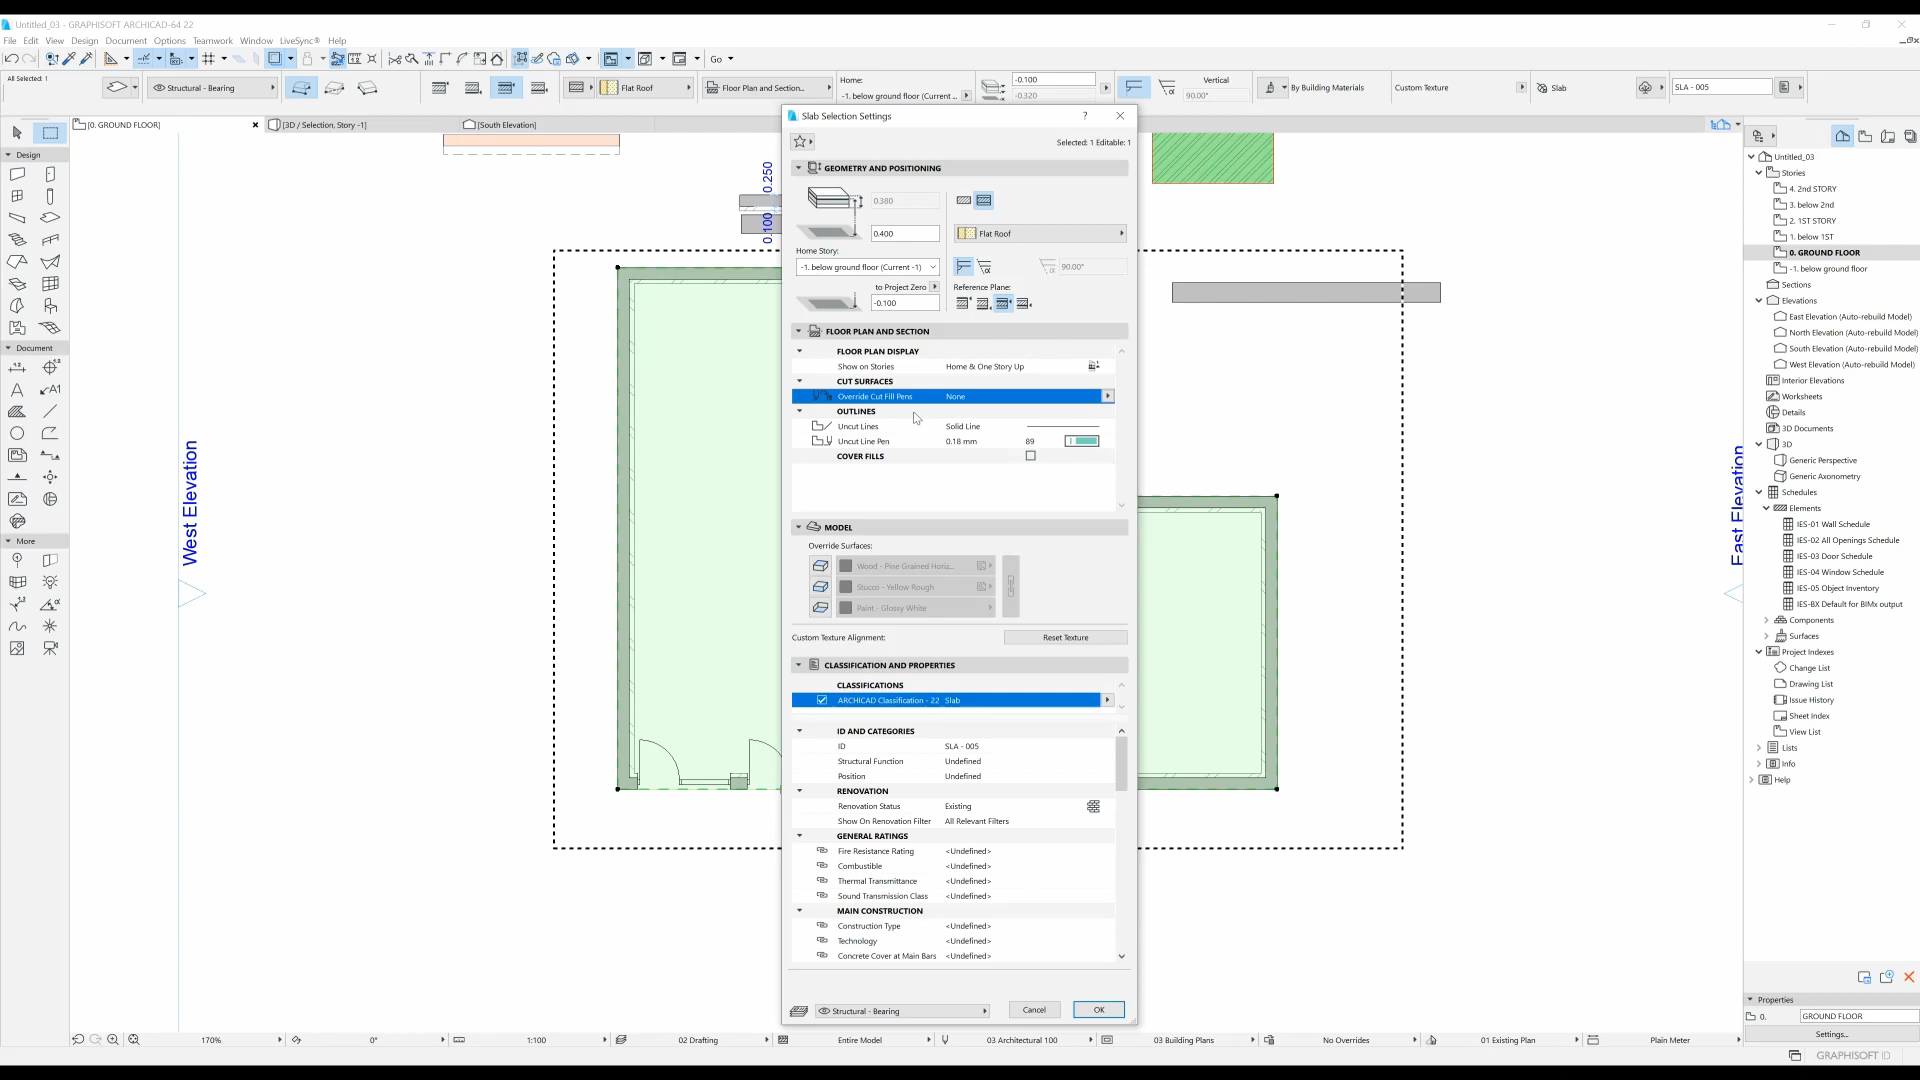 Untitled_03 - GRAPHISOFT ARCHICAD-64 22
File Edit View Design Document Options Teamwork Window LiveSync® Help
Go
All Selected: 1
Structural - Bearing
Flat Roof
Floor Plan and Section...
Home:
-1. below ground floor (Current ...
-0.100
-0.320
Vertical
90.00°
By Building Materials
Custom Texture
Slab
SLA - 005
[0. GROUND FLOOR]
[3D / Selection, Story -1]
[South Elevation]
Design
Document
More
West Elevation
East Elevation
0.250
0.100
Slab Selection Settings
?
Selected: 1 Editable: 1
GEOMETRY AND POSITIONING
0.380
0.400
Flat Roof
Home Story:
-1. below ground floor (Current -1)
90.00°
to Project Zero
Reference Plane:
-0.100
FLOOR PLAN AND SECTION
FLOOR PLAN DISPLAY
Show on Stories Home & One Story Up
CUT SURFACES
Override Cut Fill Pens None
OUTLINES
Uncut Lines Solid Line
Uncut Line Pen 0.18 mm 89
COVER FILLS
MODEL
Override Surfaces:
Wood - Pine Grained Horiz...
Stucco - Yellow Rough
Paint - Glossy White
Custom Texture Alignment: Reset Texture
CLASSIFICATION AND PROPERTIES
CLASSIFICATIONS
ARCHICAD Classification - 22 Slab
ID AND CATEGORIES
ID SLA - 005
Structural Function Undefined
Position Undefined
RENOVATION
Renovation Status Existing
Show On Renovation Filter All Relevant Filters
GENERAL RATINGS
Fire Resistance Rating <Undefined>
Combustible <Undefined>
Thermal Transmittance <Undefined>
Sound Transmission Class <Undefined>
MAIN CONSTRUCTION
Construction Type <Undefined>
Technology <Undefined>
Concrete Cover at Main Bars <Undefined>
Structural - Bearing
Cancel
OK
Untitled_03
Stories
4. 2nd STORY
3. below 2nd
2. 1ST STORY
1. below 1ST
0. GROUND FLOOR
-1. below ground floor
Sections
Elevations
East Elevation (Auto-rebuild Model)
North Elevation (Auto-rebuild Model)
South Elevation (Auto-rebuild Model)
West Elevation (Auto-rebuild Model)
Interior Elevations
Worksheets
Details
3D Documents
3D
Generic Perspective
Generic Axonometry
Schedules
Elements
IES-01 Wall Schedule
IES-02 All Openings Schedule
IES-03 Door Schedule
IES-04 Window Schedule
IES-05 Object Inventory
IES-BX Default for BIMx output
Components
Surfaces
Project Indexes
Change List
Drawing List
Issue History
Sheet Index
View List
Lists
Info
Help
Properties
0. GROUND FLOOR
Settings...
170%
0°
1:100
02 Drafting
Entire Model
03 Architectural 100
03 Building Plans
No Overrides
01 Existing Plan
Plain Meter
GRAPHISOFT ID